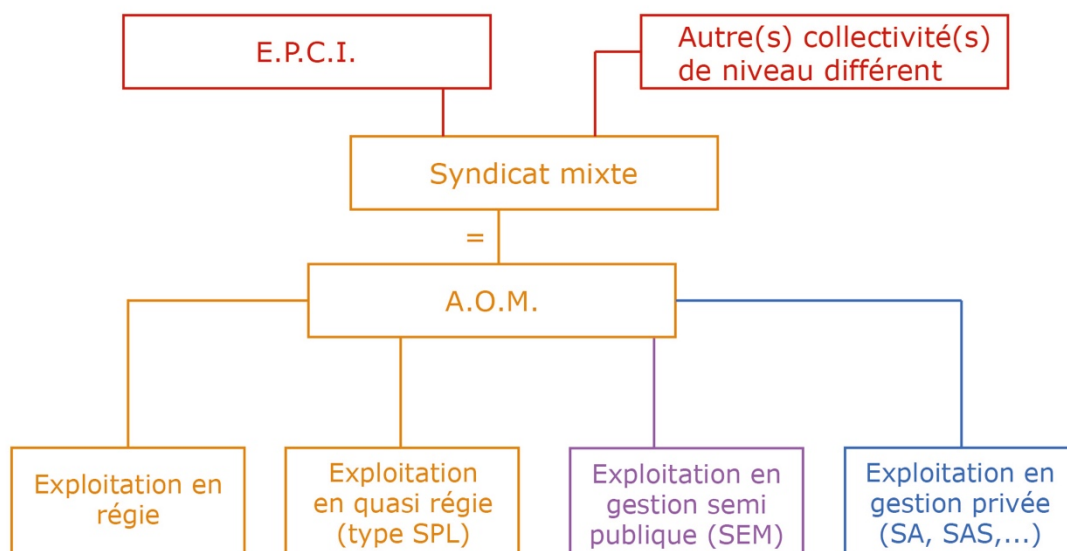 E.P.C.I.
Autre(s) collectivité(s)
de niveau différent
Syndicat mixte
=
A.O.M.
Exploitation en
régie
Exploitation
en quasi régie
(type SPL)
Exploitation en
gestion semi
publique (SEM)
Exploitation en
gestion privée
(SA, SAS,...)